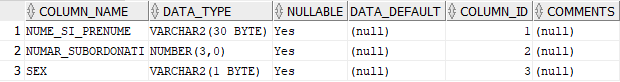 COLUMN_NAME DATA_TYPE NULLABLE DATA_DEFAULT COLUMN_ID COMMENTS
1 NUME_SI_PRENUME VARCHAR2(30 BYTE) Yes (null) 1 (null)
2 NUMAR_SUBORDONATI NUMBER(3,0) Yes (null) 2 (null)
3 SEX VARCHAR2(1 BYTE) Yes (null) 3 (null)